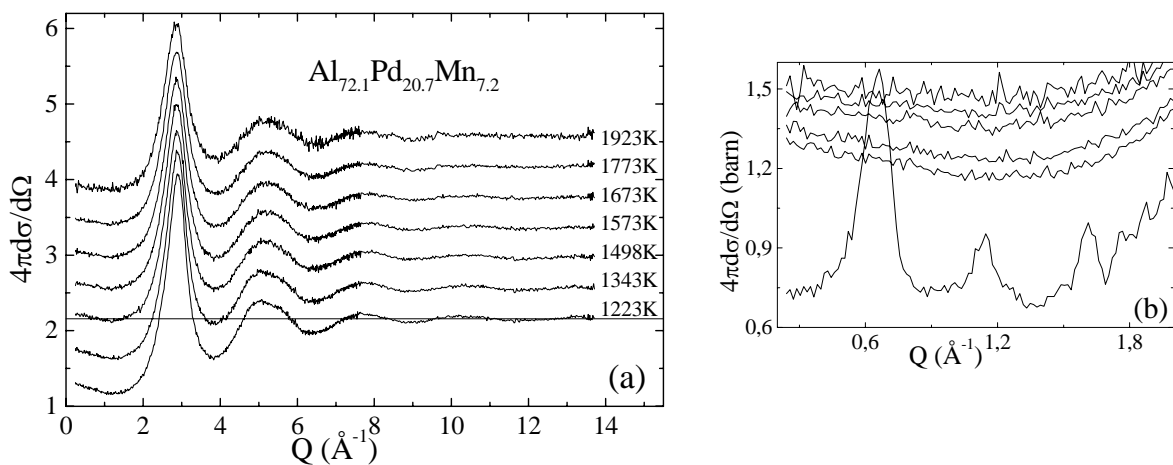 6
5
4
3
2
1
4πdσ/dΩ
Al72.1Pd20.7Mn7.2
1923K
1773K
1673K
1573K
1498K
1343K
1223K
(a)
0 2 4 6 8 10 12 14
Q (Å-1)
1,5
1,2
0,9
0,6
4πdσ/dΩ (barn)
(b)
0,6 1,2 1,8
Q (Å-1)